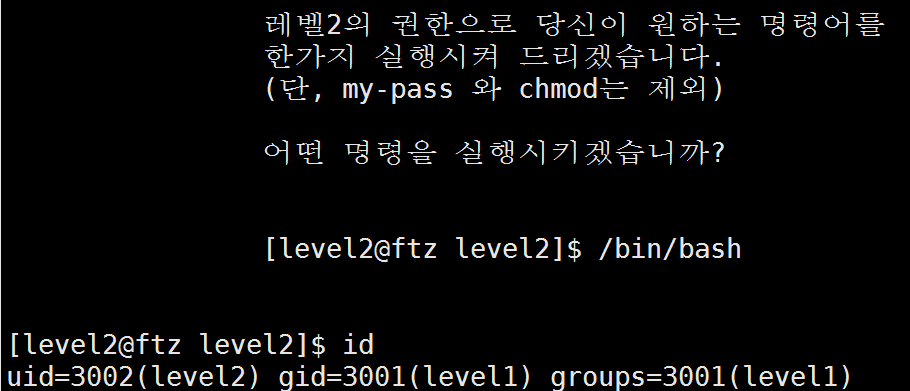 레벨2의 권한으로 당신이 원하는 명령어를
한가지 실행시켜 드리겠습니다.
(단, my-pass 와 chmod는 제외)
어떤 명령을 실행시키겠습니까?
[level2@ftz level2]$ /bin/bash
[level2@ftz level2]$ id
uid=3002(level2) gid=3001(level1) groups=3001(level1)